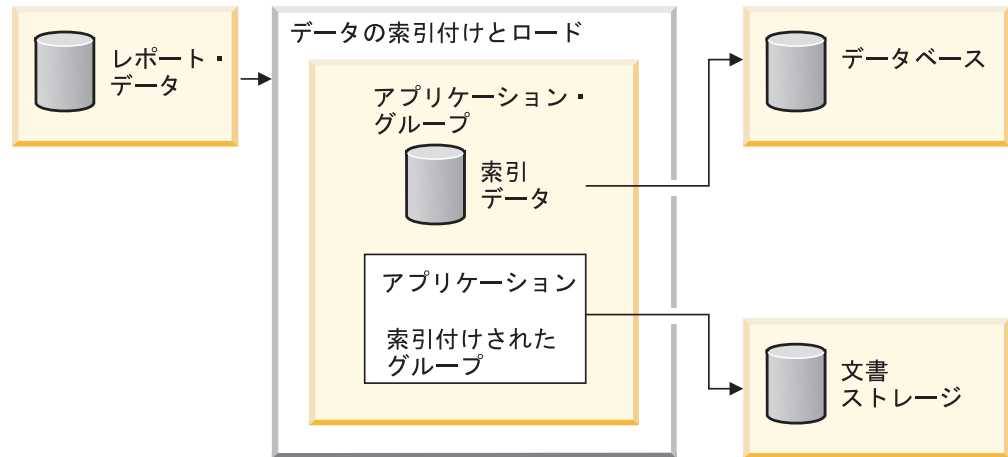 レポート・
データ
データの索引付けとロード
アプリケーション・
グループ
索引
データ
アプリケーション
索引付けされた
グループ
データベース
文書
ストレージ